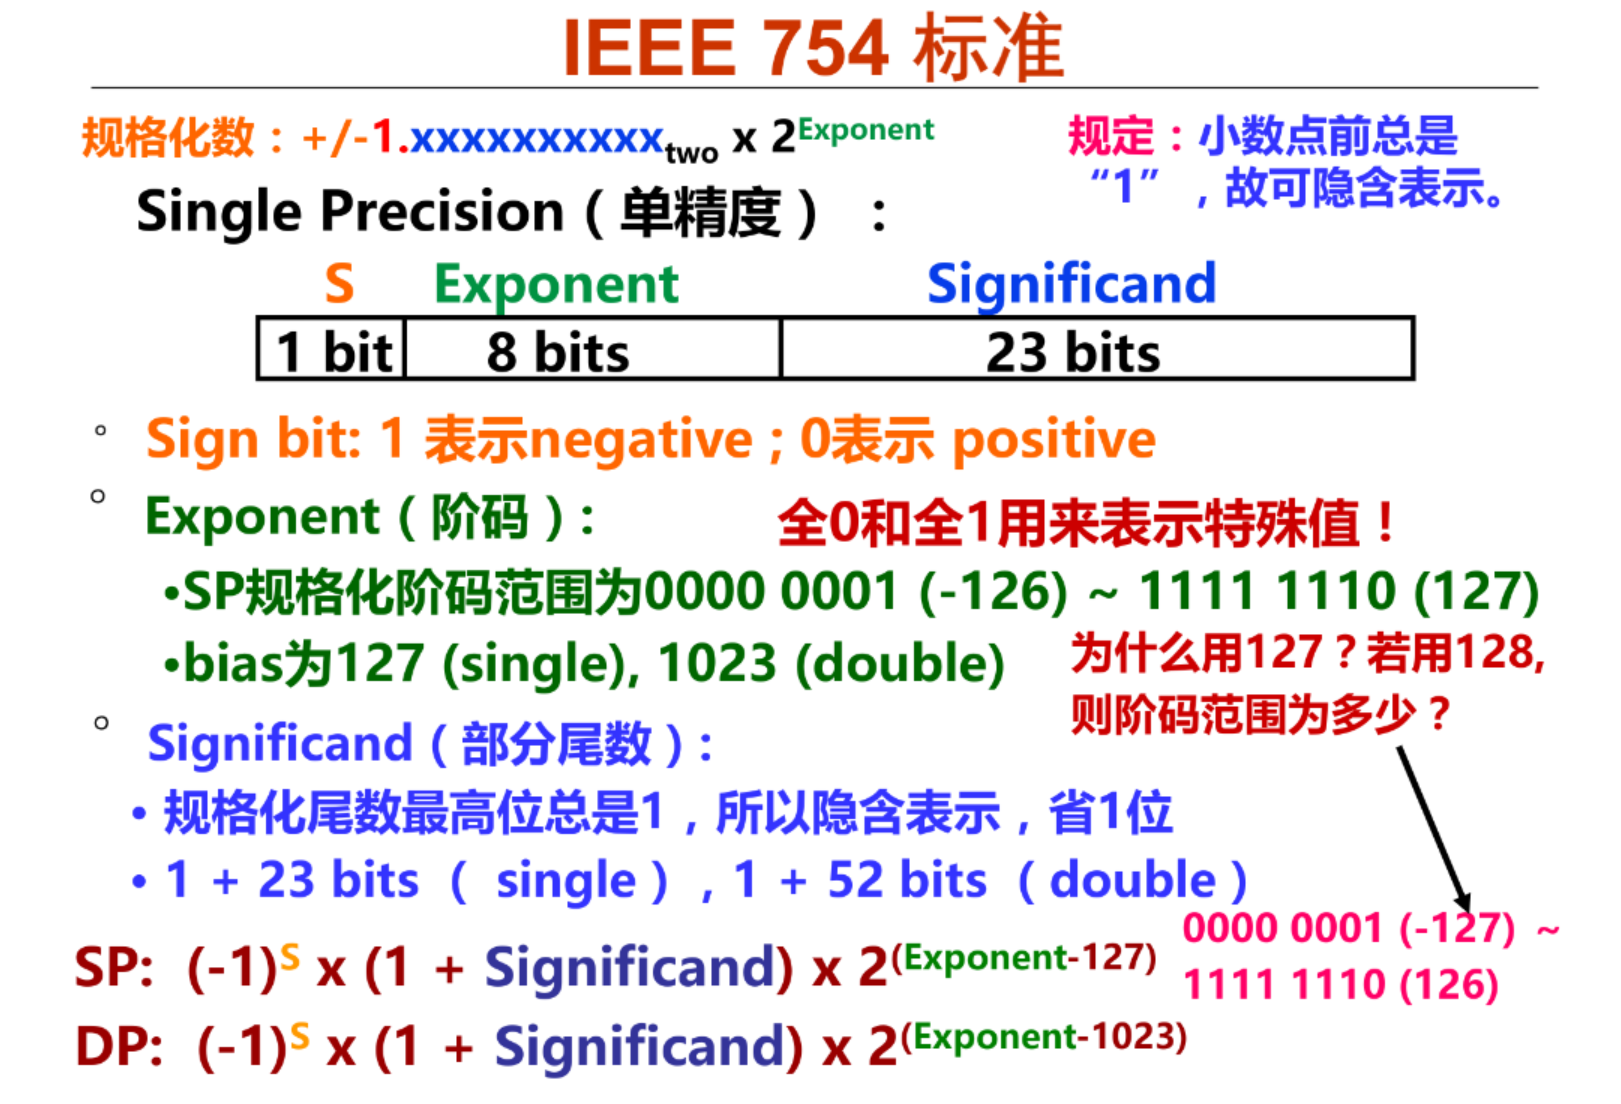 IEEE 754 标准
规格化数：+/-1.xxxxxxxxxxtwo x 2Exponent
规定：小数点前总是
“1”，故可隐含表示。
Single Precision（单精度）：
S Exponent Significand
1 bit 8 bits 23 bits
Sign bit: 1 表示negative；0表示 positive
Exponent（阶码）：
全0和全1用来表示特殊值！
•SP规格化阶码范围为0000 0001 (-126) ~ 1111 1110 (127)
•bias为127 (single), 1023 (double)
为什么用127？若用128,
则阶码范围为多少？
Significand（部分尾数）：
• 规格化尾数最高位总是1，所以隐含表示，省1位
• 1 + 23 bits （ single），1 + 52 bits （double）
0000 0001 (-127) ~
1111 1110 (126)
SP: (-1)S x (1 + Significand) x 2(Exponent-127)
DP: (-1)S x (1 + Significand) x 2(Exponent-1023)